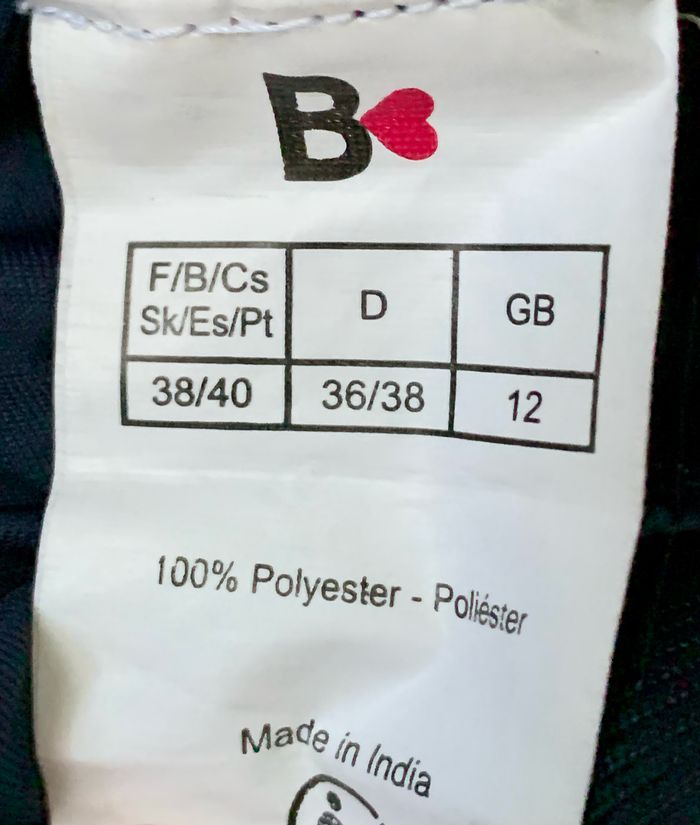 B
F/B/Cs
Sk/Es/Pt
D
GB
38/40
36/38
12
100% Polyester - Poliéster
Made in India